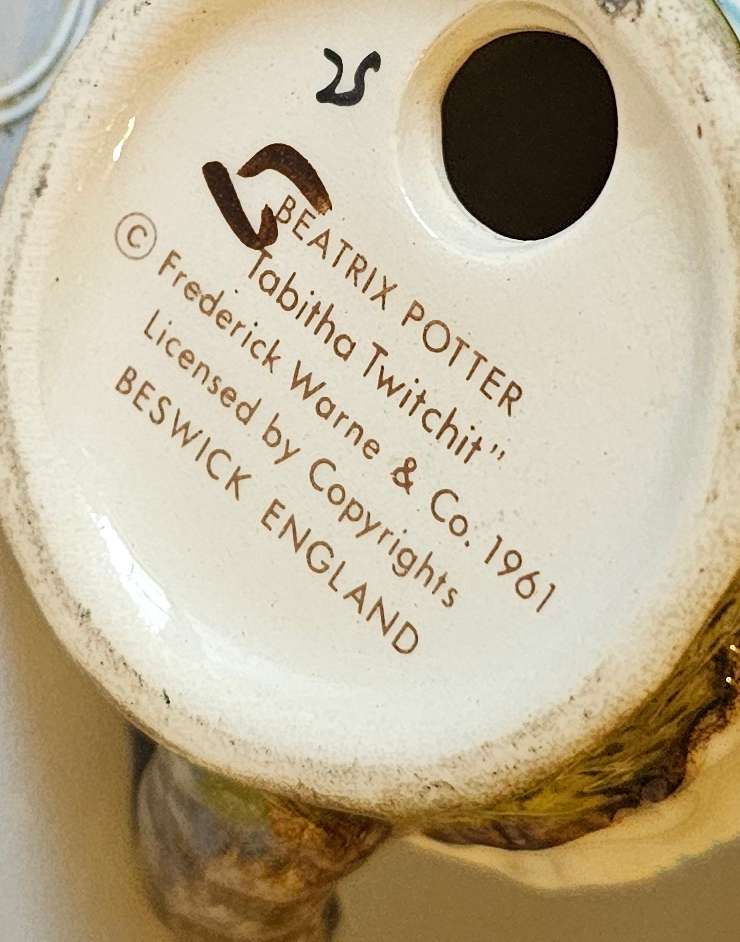 25
BEATRIX POTTER
Tabitha Twitchit"
© Frederick Warne & Co. 1961
Licensed by Copyrights
BESWICK ENGLAND